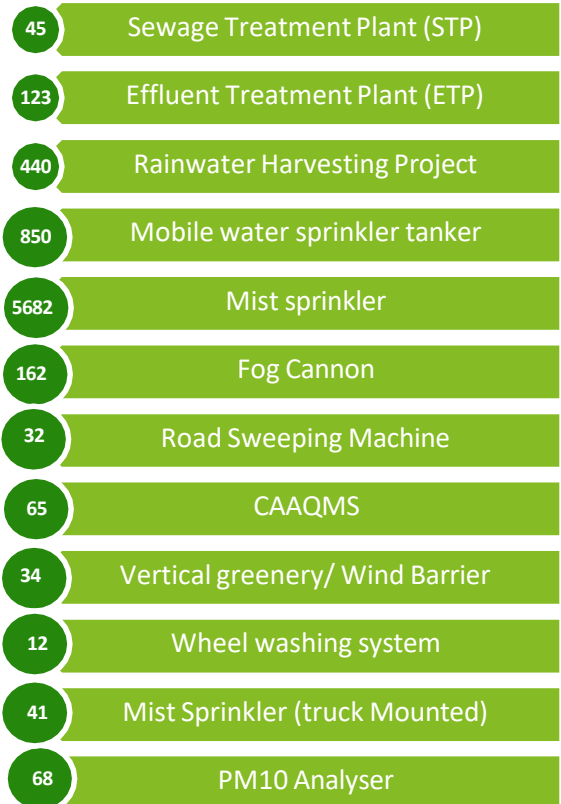 45 Sewage Treatment Plant (STP)
123 Effluent Treatment Plant (ETP)
440 Rainwater Harvesting Project
850 Mobile water sprinkler tanker
5682 Mist sprinkler
162 Fog Cannon
32 Road Sweeping Machine
65 CAAQMS
34 Vertical greenery/ Wind Barrier
12 Wheel washing system
41 Mist Sprinkler (truck Mounted)
68 PM10 Analyser